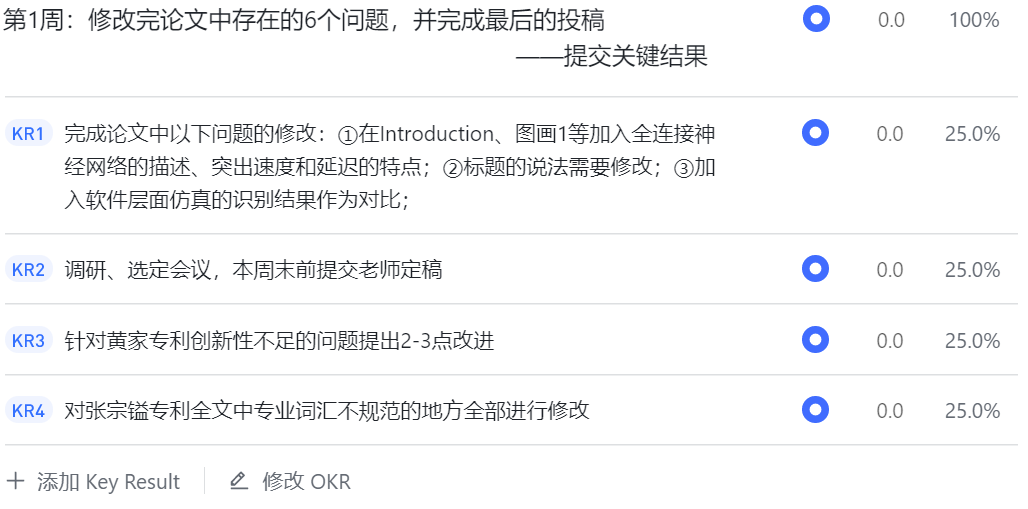 第1周：修改完论文中存在的6个问题，并完成最后的投稿 0.0 100%
——提交关键结果
KR1 完成论文中以下问题的修改：①在Introduction、图画1等加入全连接神 0.0 25.0%
经网络的描述、突出速度和延迟的特点；②标题的说法需要修改；③加
入软件层面仿真的识别结果作为对比；
KR2 调研、选定会议，本周末前提交老师定稿 0.0 25.0%
KR3 针对黄家专利创新性不足的问题提出2-3点改进 0.0 25.0%
KR4 对张宗镒专利全文中专业词汇不规范的地方全部进行修改 0.0 25.0%
添加 Key Result 修改 OKR